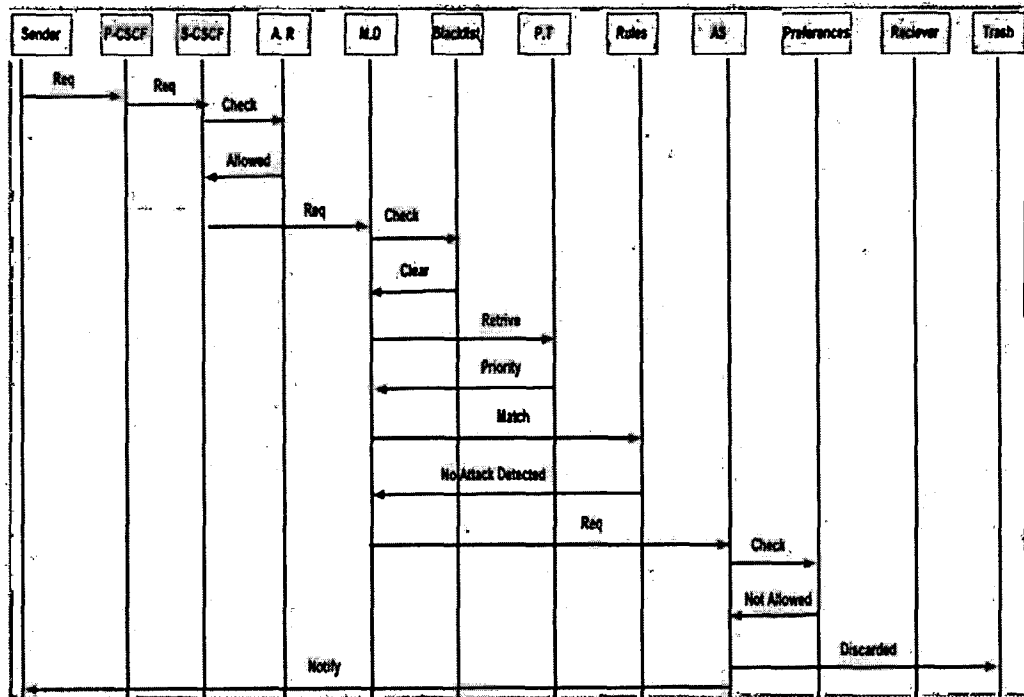 Sender P-CSCF S-CSCF A. R M.O Blacklist P.T Rules AS Preferences Reciever Trash
Req
Req
Check
Allowed
Req
Check
Clear
Retrive
Priority
Match
No Attack Detected
Req
Check
Not Allowed
Discarded
Notify